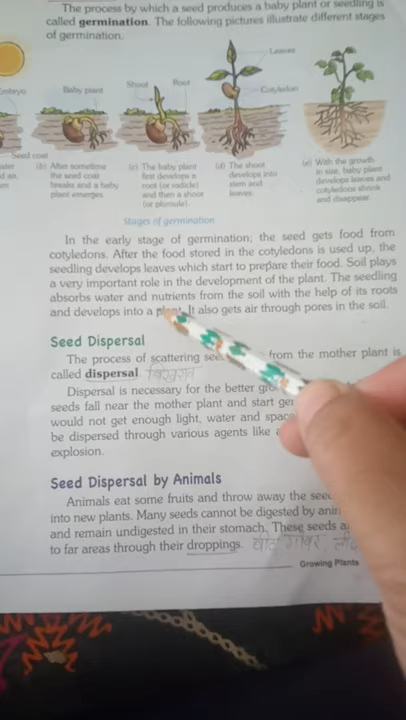 The process by which a seed produces a baby plant or seedling is
called germination. The following pictures illustrate different stages
of germination.
Leaves
Embryo
Baby plant
Shoot
Root
Cotyledon
Seed coat
(b) After sometime
the seed coat
breaks and a baby
plant emerges
(c) The baby plant
first develops a
root (or radicle)
and then a shoot
(or plumule).
(d) The shoot
develops into
stem and
leaves.
(e) With the growth
in size, baby plant
develops leaves and
cotyledons shrink
and disappear.
Stages of germination
In the early stage of germination, the seed gets food from
cotyledons. After the food stored in the cotyledons is used up, the
seedling develops leaves which start to prepare their food. Soil plays
a very important role in the development of the plant. The seedling
absorbs water and nutrients from the soil with the help of its roots
and develops into a plant. It also gets air through pores in the soil.
Seed Dispersal
The process of scattering from the mother plant is
called dispersal
Dispersal is necessary for the better
seeds fall near the mother plant and start
would not get enough light, water and
be dispersed through various agents like
explosion.
Seed Dispersal by Animals
Animals eat some fruits and throw away the
into new plants. Many seeds cannot be digested by
and remain undigested in their stomach. These seeds
to far areas through their droppings.
Growing Plants